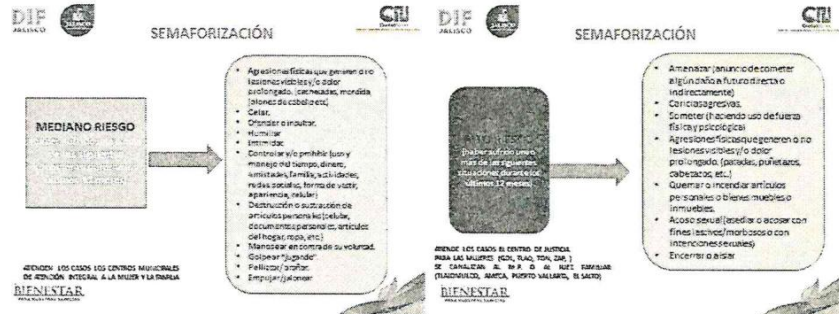 DIF
JALISCO
SEMAFORIZACIÓN
MEDIANO RIESGO
• Agresiones físicas que generen o no
lesiones visibles y/o dolor
prolongado. (cachetadas, mordida,
jalones de cabello etc)
• Celar.
• Ofender o insultar.
• Humillar
• Intimidar
• Controlar y/o prohibir (uso y
manejo del tiempo, dinero,
amistades, familia, actividades,
redes sociales, forma de vestir,
apariencia, celular)
• Destrucción o sustracción de
artículos personales (celular,
documentos personales, artículos
del hogar, ropa, etc.)
• Manosear en contra de su voluntad.
• Golpear "jugando"
• Pellizcar/arañar.
• Empujar/jalonear
ATIENDEN LOS CASOS LOS CENTROS MUNICIPALES
DE ATENCIÓN INTEGRAL A LA MUJER Y LA FAMILIA
BIENESTAR
DIF
JALISCO
SEMAFORIZACIÓN
(haber sufrido uno o
más de las siguientes
situaciones durante los
últimos 12 meses)
• Amenazar (anuncio de cometer
algún daño a futuro directa o
indirectamente)
• Caricias agresivas.
• Someter (haciendo uso de fuerza
física y psicológica)
• Agresiones físicas que generen o no
lesiones visibles y/o dolor
prolongado. (patadas, puñetazos,
cabezazos, etc.)
• Quemar o incendiar artículos
personales o bienes muebles o
inmuebles.
• Acoso sexual (asediar o acosar con
fines lascivos/morbosos o con
intenciones sexuales)
• Encerrar o aislar
ATIENDE LOS CASOS EL CENTRO DE JUSTICIA
PARA LAS MUJERES (GDL, TLAQ, TON, ZAP, )
SE CANALIZAN AL M.P. O AL JUEZ FAMILIAR
(TLAJOMULCO, AMECA, PUERTO VALLARTA, EL SALTO)
BIENESTAR